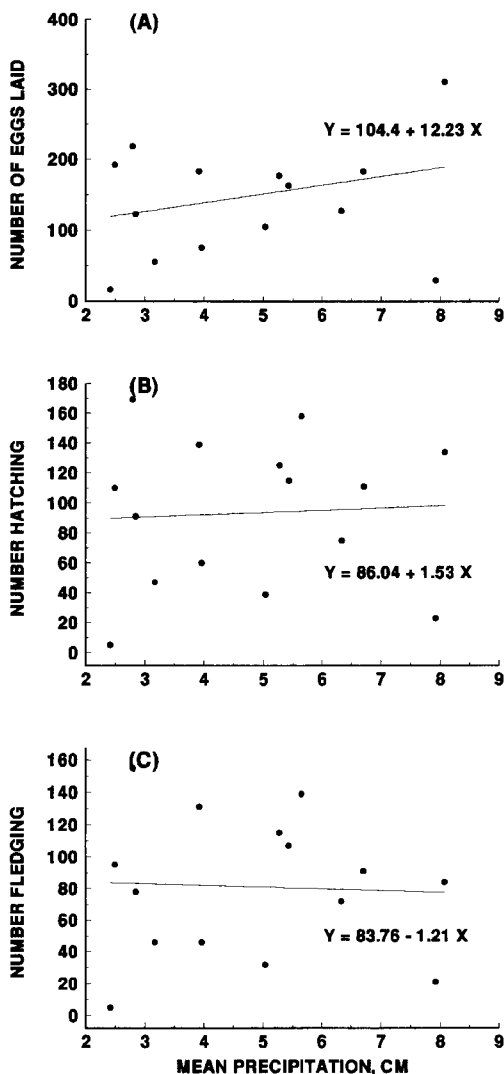 (A)
NUMBER OF EGGS LAID
400
300
200
100
0
Y = 104.4 + 12.23 X
2 3 4 5 6 7 8 9
(B)
NUMBER HATCHING
180
160
140
120
100
80
60
40
20
0
Y = 86.04 + 1.53 X
2 3 4 5 6 7 8 9
(C)
NUMBER FLEDGING
160
140
120
100
80
60
40
20
0
Y = 83.76 - 1.21 X
2 3 4 5 6 7 8 9
MEAN PRECIPITATION, CM